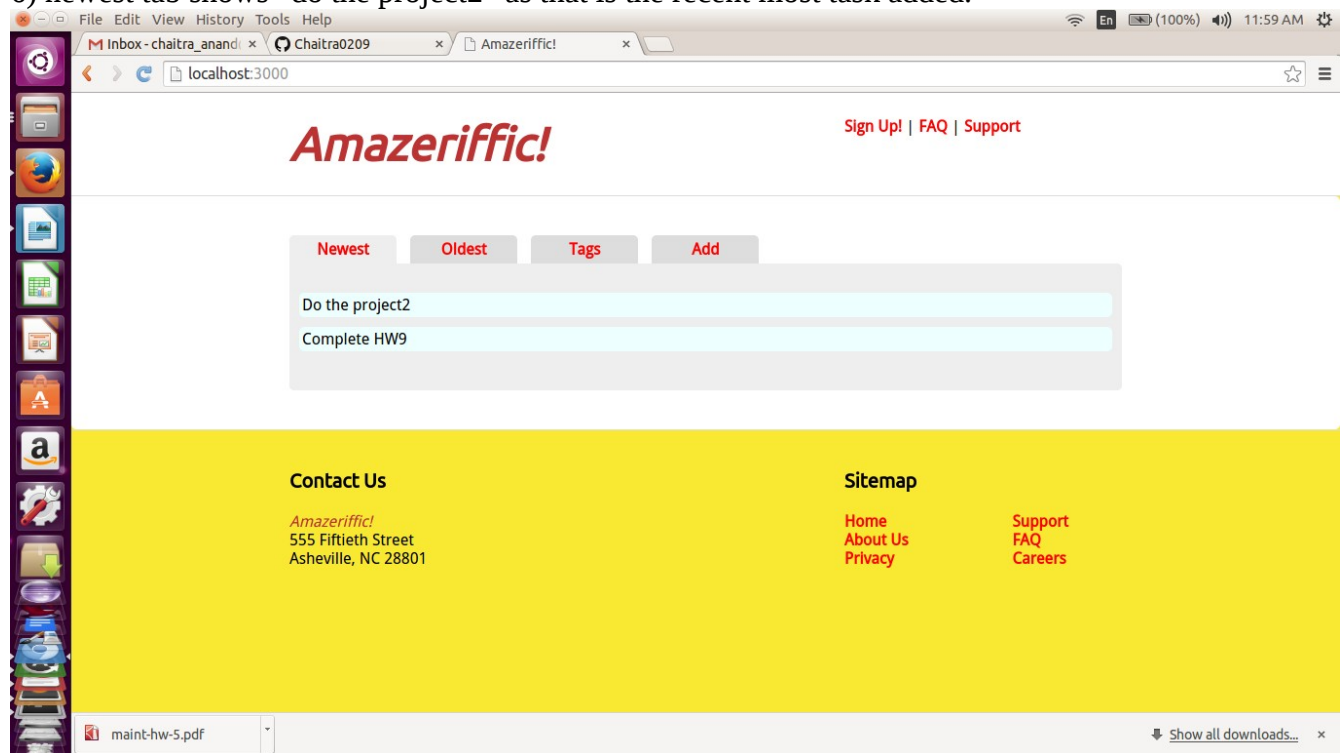 6) newest tab shows "do the project2" as that is the recent most task added.
File Edit View History Tools Help
En (100%) 11:59 AM
Inbox - chaitra_anand × Chaitra0209 × Amazeriffic! ×
localhost:3000
Amazeriffic!
Sign Up! | FAQ | Support
Newest Oldest Tags Add
Do the project2
Complete HW9
Contact Us
Amazeriffic!
555 Fiftieth Street
Asheville, NC 28801
Sitemap
Home Support
About Us FAQ
Privacy Careers
maint-hw-5.pdf
Show all downloads... ×